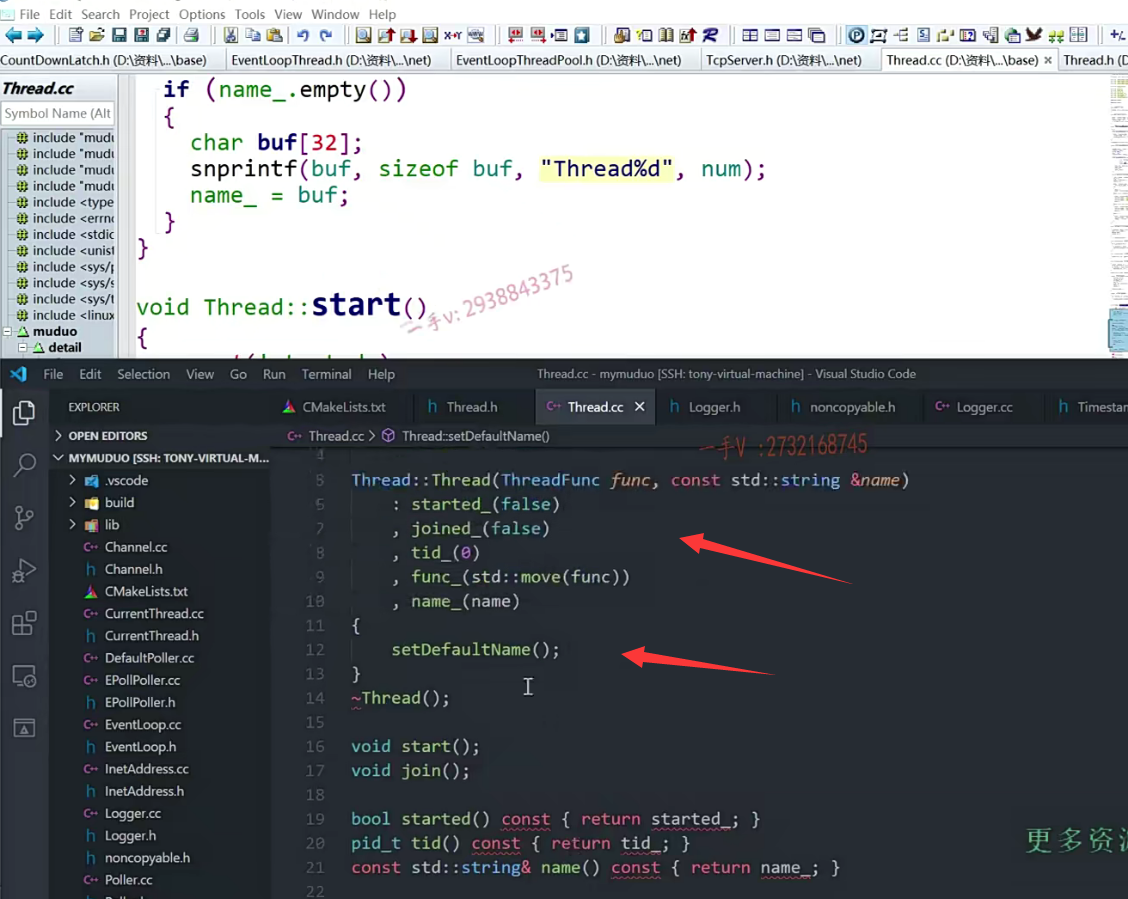 File Edit Search Project Options Tools View Window Help
CountDownLatch.h (D:\资料\...\base) EventLoopThread.h (D:\资料\...\net) EventLoopThreadPool.h (D:\资料\...\net) TcpServer.h (D:\资料\...\net) Thread.cc (D:\资料\...\base) × Thread.h (D
Thread.cc
Symbol Name (Alt
include "mudu
include "mudu
include "mudu
include "mudu
include <type
include <errno
include <stdio
include <unist
include <sys/p
include <sys/s
include <sys/t
include <linux
muduo
detail
if (name_.empty())
{
char buf[32];
snprintf(buf, sizeof buf, "Thread%d", num);
name_ = buf;
}
}
void Thread::start()
{
一手v: 2938843375
File Edit Selection View Go Run Terminal Help
Thread.cc - mymuduo [SSH: tony-virtual-machine] - Visual Studio Code
EXPLORER
CMakeLists.txt Thread.h Thread.cc × Logger.h noncopyable.h Logger.cc Timestam
OPEN EDITORS
Thread.cc > Thread::setDefaultName()
一手V :2732168745
MYMUDUO [SSH: TONY-VIRTUAL-M...
.vscode
build
lib
Channel.cc
Channel.h
CMakeLists.txt
CurrentThread.cc
CurrentThread.h
DefaultPoller.cc
EPollPoller.cc
EPollPoller.h
EventLoop.cc
EventLoop.h
InetAddress.cc
InetAddress.h
Logger.cc
Logger.h
noncopyable.h
Poller.cc
4
5 Thread::Thread(ThreadFunc func, const std::string &name)
6 : started_(false)
7 , joined_(false)
8 , tid_(0)
9 , func_(std::move(func))
10 , name_(name)
11 {
12 setDefaultName();
13 }
14 ~Thread();
15
16 void start();
17 void join();
18
19 bool started() const { return started_; }
20 pid_t tid() const { return tid_; }
21 const std::string& name() const { return name_; }
22
更多资源